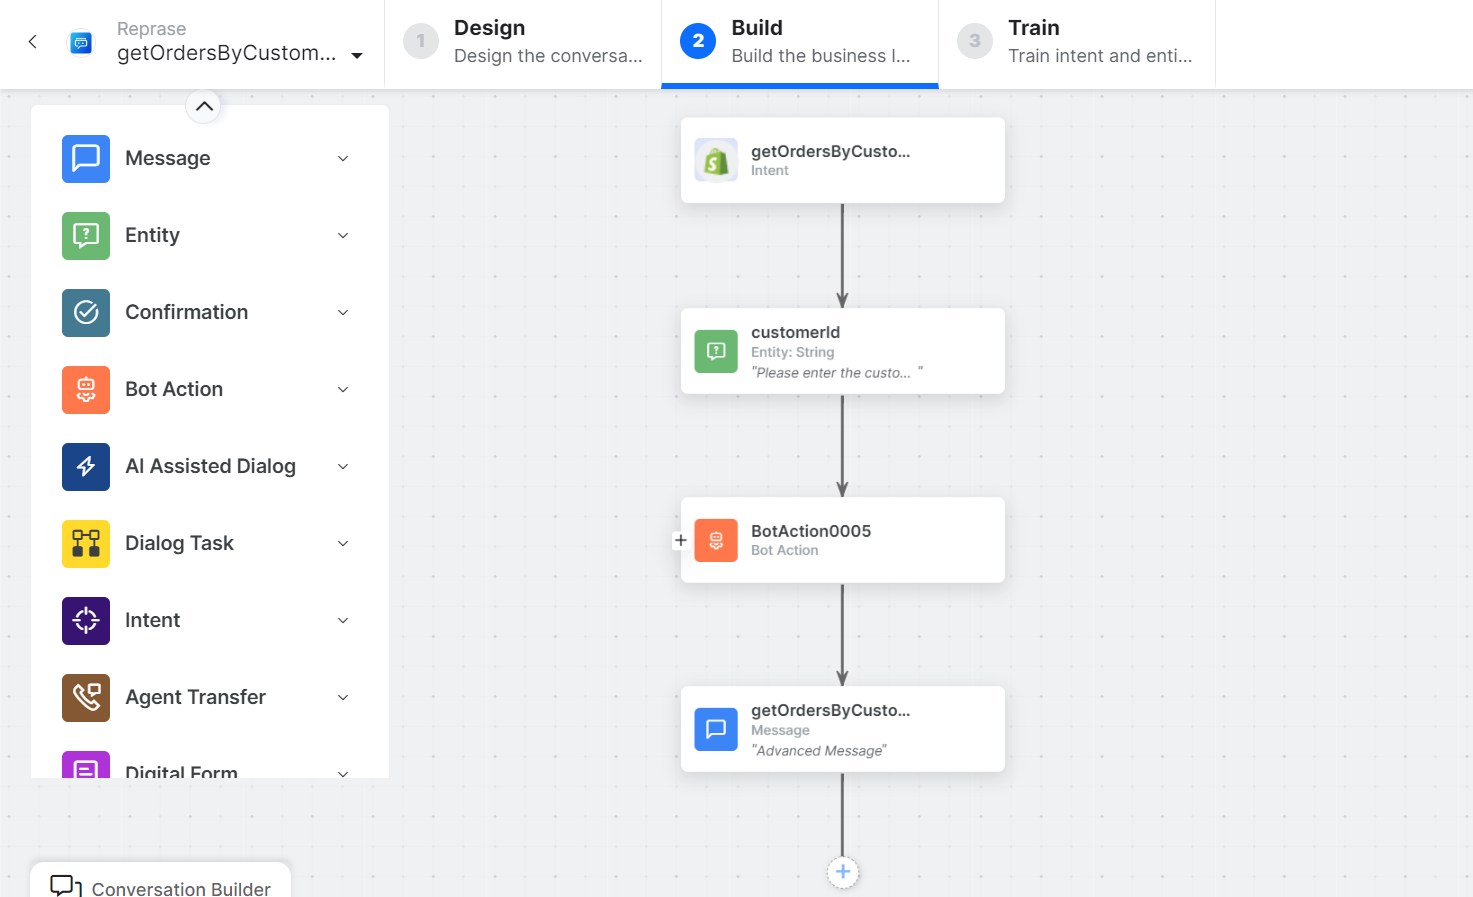 Reprase
getOrdersByCustom...
1
Design
Design the conversa...
2
Build
Build the business l...
3
Train
Train intent and enti...
Message
Entity
Confirmation
Bot Action
AI Assisted Dialog
Dialog Task
Intent
Agent Transfer
Digital Form
Conversation Builder
getOrdersByCusto...
Intent
customerId
Entity: String
"Please enter the custo... "
BotAction0005
Bot Action
getOrdersByCusto...
Message
"Advanced Message"